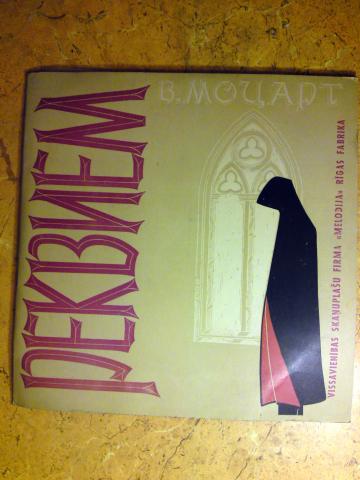 РЕКВИЕМ
В. МОЦАРТ
VISSAVIENĪBAS SKAŅUPLAŠU FIRMA «MELODIJA» RĪGAS FABRIKA